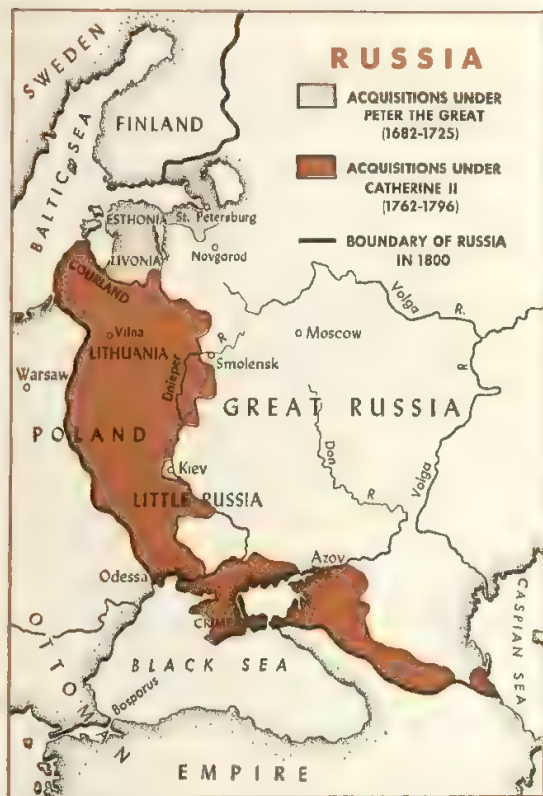 RUSSIA
ACQUISITIONS UNDER
PETER THE GREAT
(1682-1725)
ACQUISITIONS UNDER
CATHERINE II
(1762-1796)
BOUNDARY OF RUSSIA
IN 1800
SWEDEN
FINLAND
BALTIC SEA
ESTHONIA
St. Petersburg
LIVONIA
Novgorod
COURLAND
Volga
R.
Vilna
R.
Moscow
LITHUANIA
Smolensk
R.
Warsaw
Dnieper
GREAT RUSSIA
POLAND
Don
Volga
Kiev
R.
LITTLE RUSSIA
Azov
Odessa
CRIMEA
CASPIAN SEA
BLACK SEA
Bosporus
OTTOMAN
EMPIRE